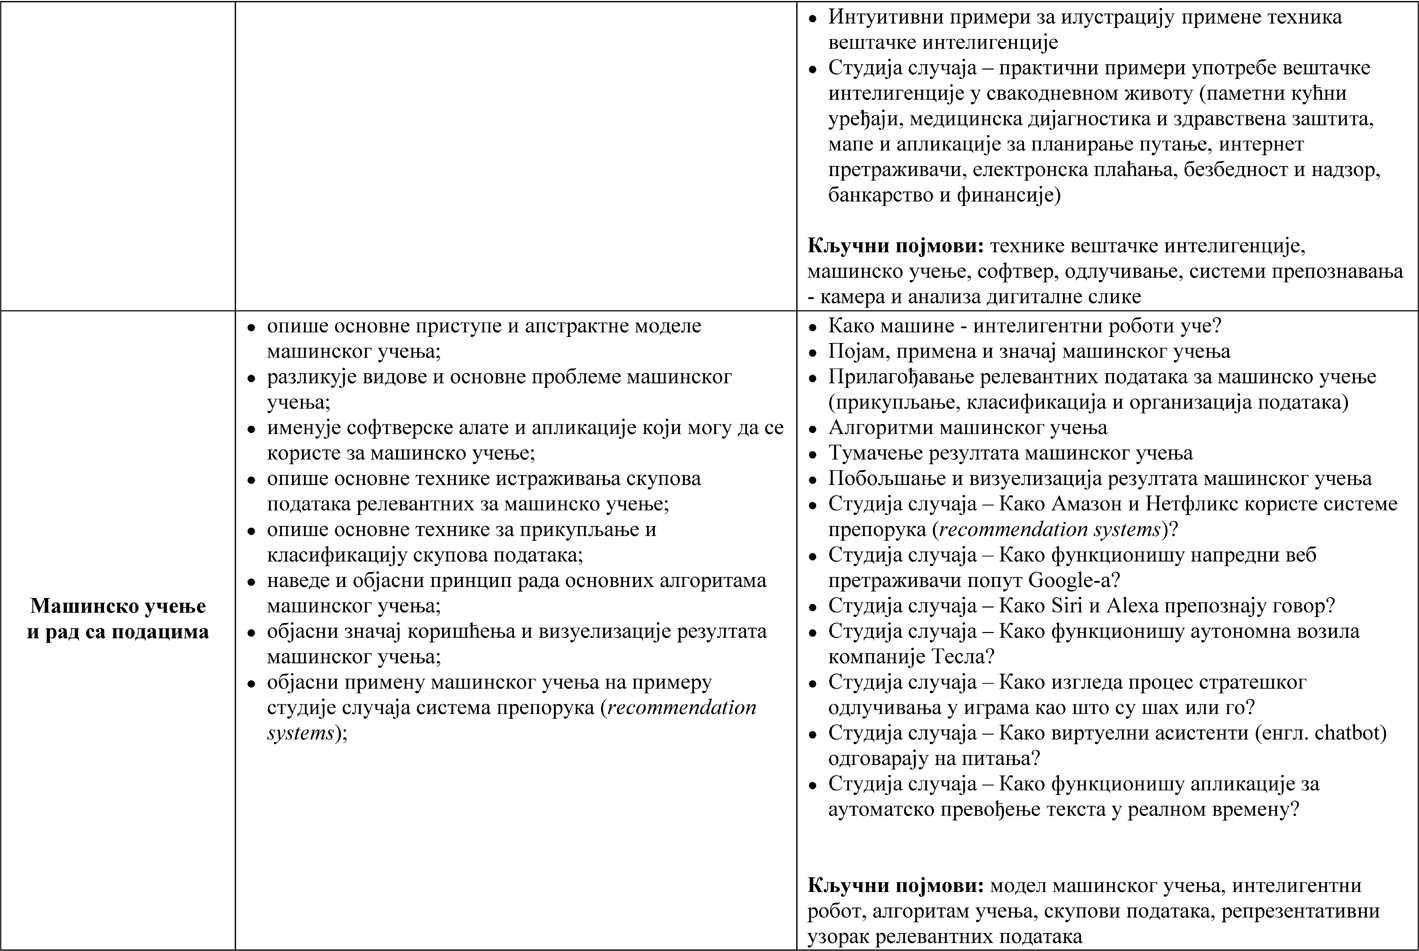 • Интуитивни примери за илустрацију примене техника
вештачке интелигенције
• Студија случаја – практични примери употребе вештачке
интелигенције у свакодневном животу (паметни кућни
уређаји, медицинска дијагностика и здравствена заштита,
мапе и апликације за планирање путање, интернет
претраживачи, електронска плаћања, безбедност и надзор,
банкарство и финансије)
Кључни појмови: технике вештачке интелигенције,
машинско учење, софтвер, одлучивање, системи препознавања
- камера и анализа дигиталне слике
Машинско учење
и рад са подацима
• опише основне приступе и апстрактне моделе
машинског учења;
• разликује видове и основне проблеме машинског
учења;
• именује софтверске алате и апликације који могу да се
користе за машинско учење;
• опише основне технике истраживања скупова
података релевантних за машинско учење;
• опише основне технике за прикупљање и
класификацију скупова података;
• наведе и објасни принцип рада основних алгоритама
машинског учења;
• објасни значај коришћења и визуелизације резултата
машинског учења;
• објасни примену машинског учења на примеру
студије случаја система препорука (recommendation
systems);
• Како машине - интелигентни роботи уче?
• Појам, примена и значај машинског учења
• Прилагођавање релевантних података за машинско учење
(прикупљање, класификација и организација података)
• Алгоритми машинског учења
• Тумачење резултата машинског учења
• Побољшање и визуелизација резултата машинског учења
• Студија случаја – Како Амазон и Нетфликс користе системе
препорука (recommendation systems)?
• Студија случаја – Како функционишу напредни веб
претраживачи попут Google-а?
• Студија случаја – Како Siri и Alexa препознају говор?
• Студија случаја – Како функционишу аутономна возила
компаније Тесла?
• Студија случаја – Како изгледа процес стратешког
одлучивања у играма као што су шах или го?
• Студија случаја – Како виртуелни асистенти (енгл. chatbot)
одговарају на питања?
• Студија случаја – Како функционишу апликације за
аутоматско превођење текста у реалном времену?
Кључни појмови: модел машинског учења, интелигентни
робот, алгоритам учења, скупови података, репрезентативни
узорак релевантних података